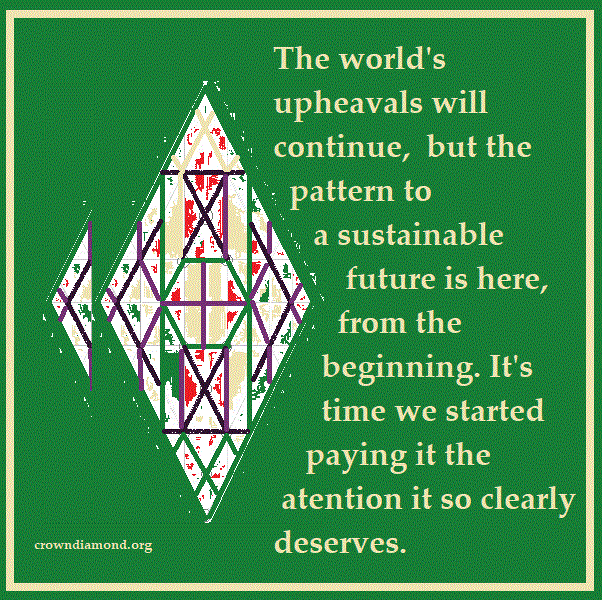 The world's
upheavals will
continue,  but the
pattern to
a sustainable
future is here,
from the
beginning. It's
time we started
paying it the
atention it so clearly
deserves.
crowndiamond.org